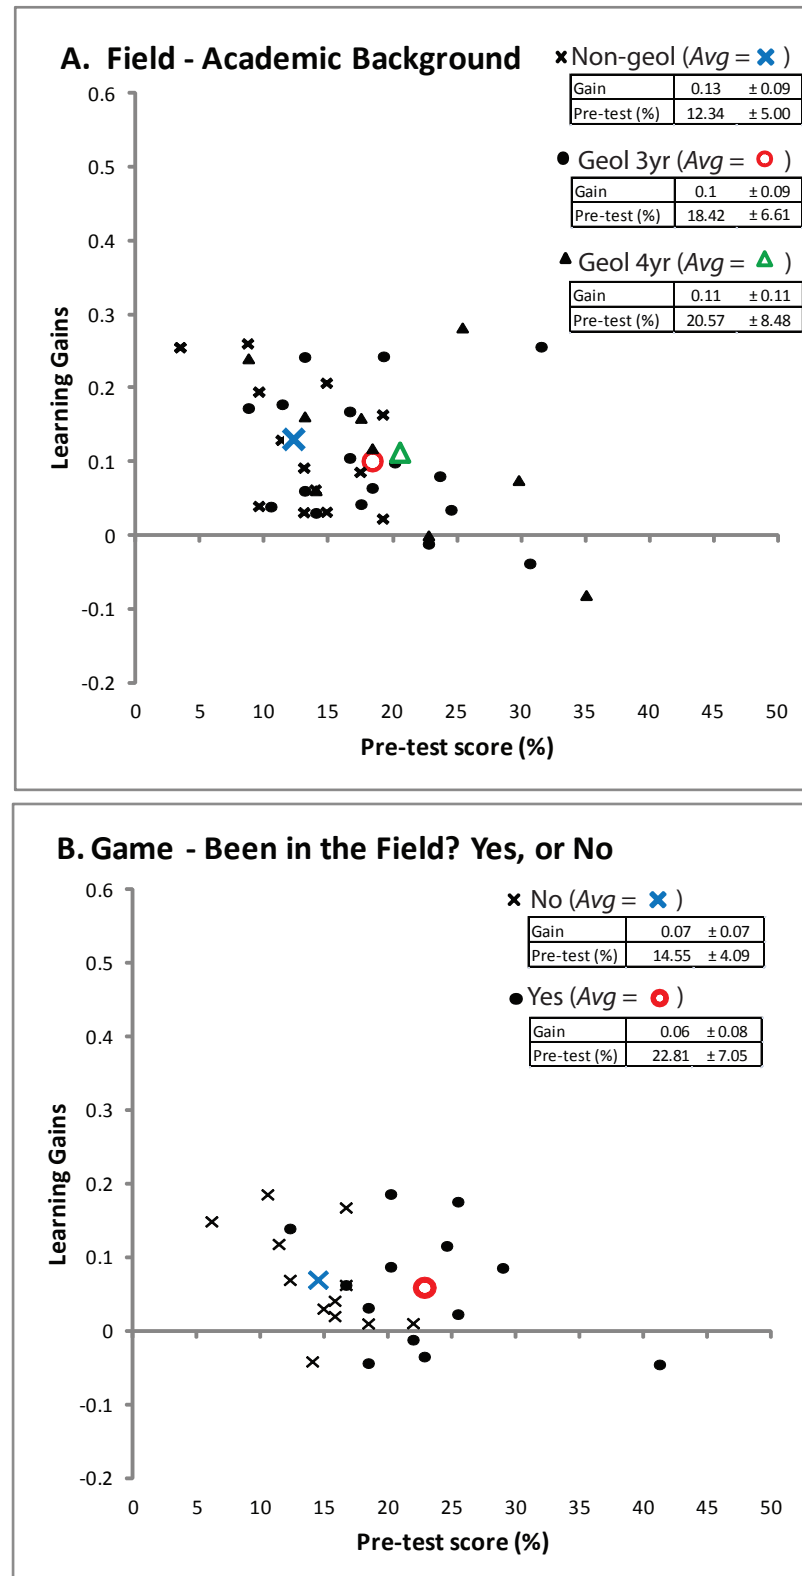 A. Field - Academic Background
Non-geol (Avg = )
Gain 0.13 ± 0.09
Pre-test (%) 12.34 ± 5.00
Geol 3yr (Avg = )
Gain 0.1 ± 0.09
Pre-test (%) 18.42 ± 6.61
Geol 4yr (Avg = )
Gain 0.11 ± 0.11
Pre-test (%) 20.57 ± 8.48
0.6
0.5
0.4
0.3
0.2
0.1
0
-0.1
-0.2
Learning Gains
0 5 10 15 20 25 30 35 40 45 50
Pre-test score (%)
B. Game - Been in the Field? Yes, or No
No (Avg = )
Gain 0.07 ± 0.07
Pre-test (%) 14.55 ± 4.09
Yes (Avg = )
Gain 0.06 ± 0.08
Pre-test (%) 22.81 ± 7.05
0.6
0.5
0.4
0.3
0.2
0.1
0
-0.1
-0.2
Learning Gains
0 5 10 15 20 25 30 35 40 45 50
Pre-test score (%)